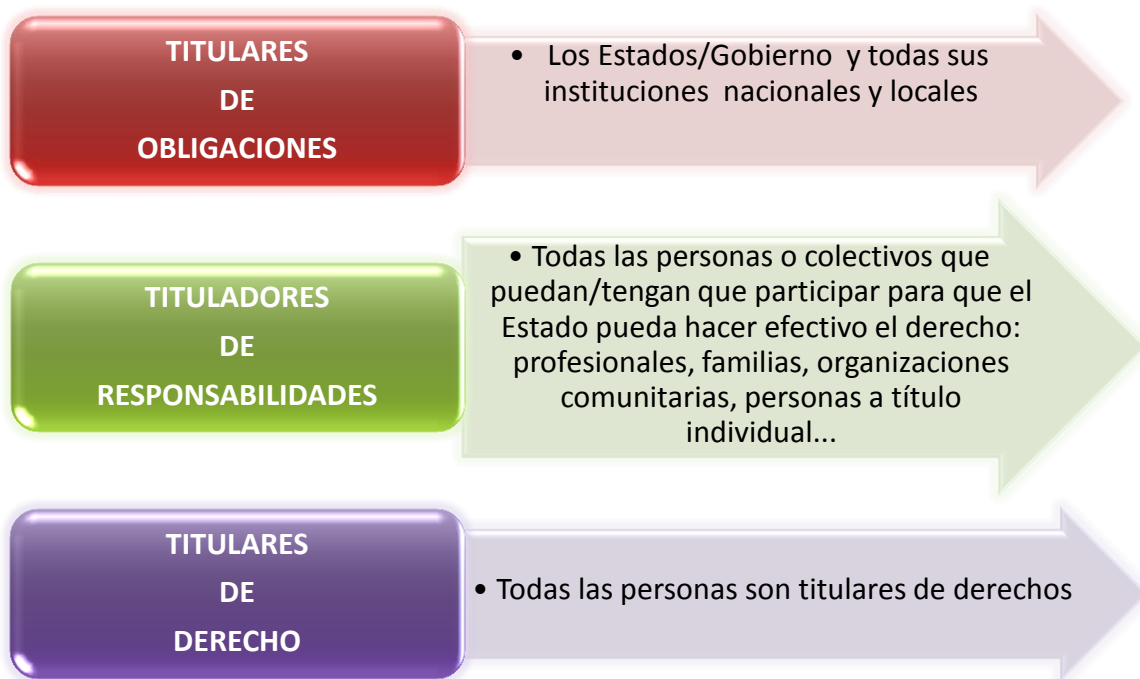 TITULARES
DE
OBLIGACIONES
• Los Estados/Gobierno y todas sus
instituciones nacionales y locales
TITULADORES
DE
RESPONSABILIDADES
• Todas las personas o colectivos que
puedan/tengan que participar para que el
Estado pueda hacer efectivo el derecho:
profesionales, familias, organizaciones
comunitarias, personas a título
individual...
TITULARES
DE
DERECHO
• Todas las personas son titulares de derechos